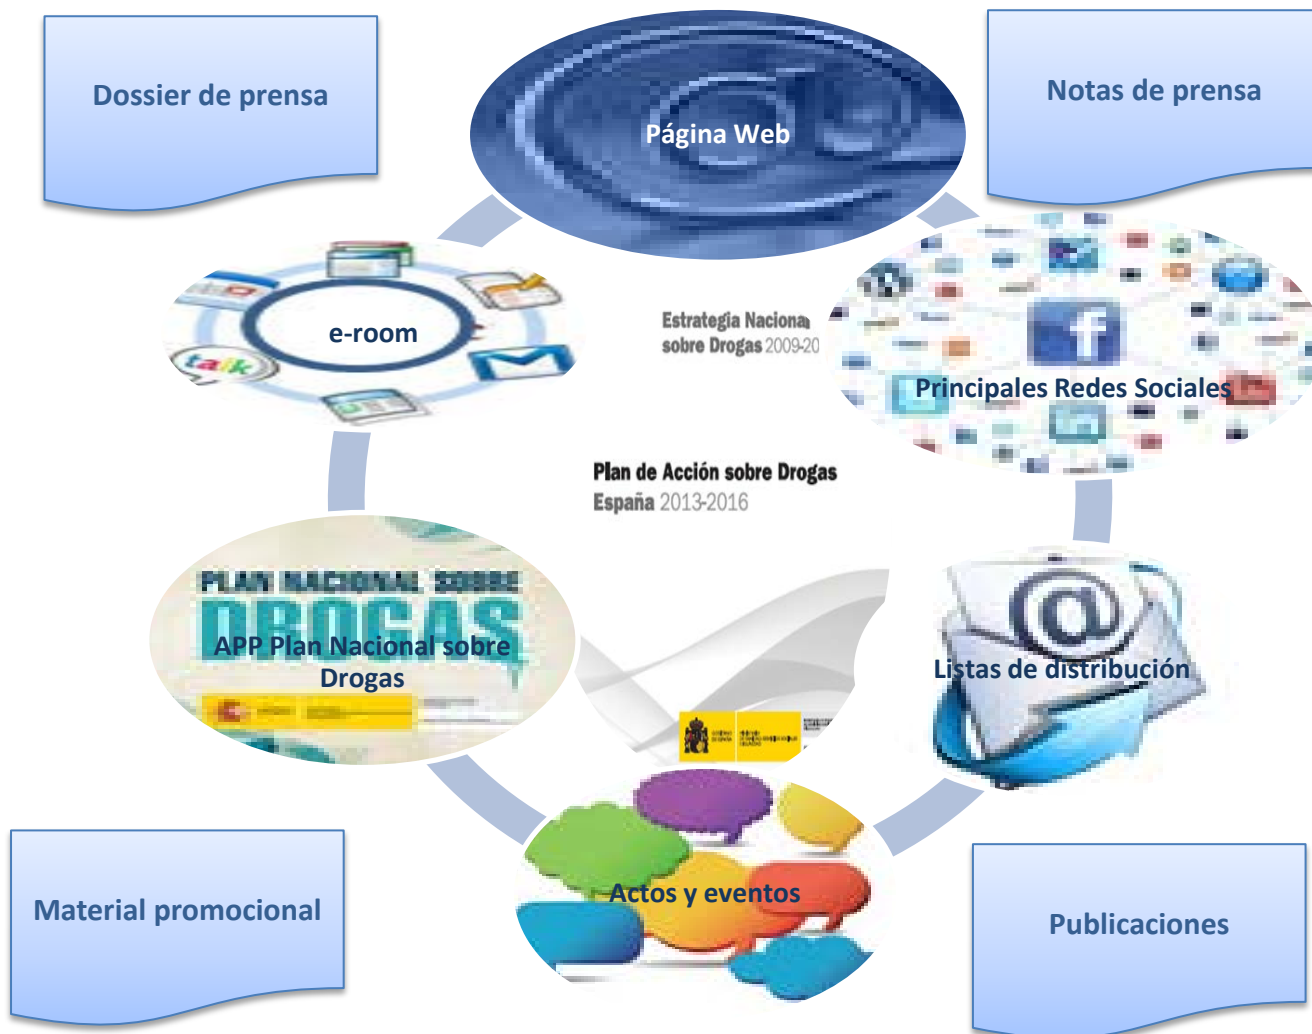 Dossier de prensa
Página Web
Notas de prensa
e-room
talk
Estrategia Naciona
sobre Drogas 2009-20
f
Principales Redes Sociales
Plan de Acción sobre Drogas
España 2013-2016
PLAN NACIONAL SOBRE
DROGAS
APP Plan Nacional sobre
Drogas
@
Listas de distribución
Actos y eventos
Material promocional
Publicaciones